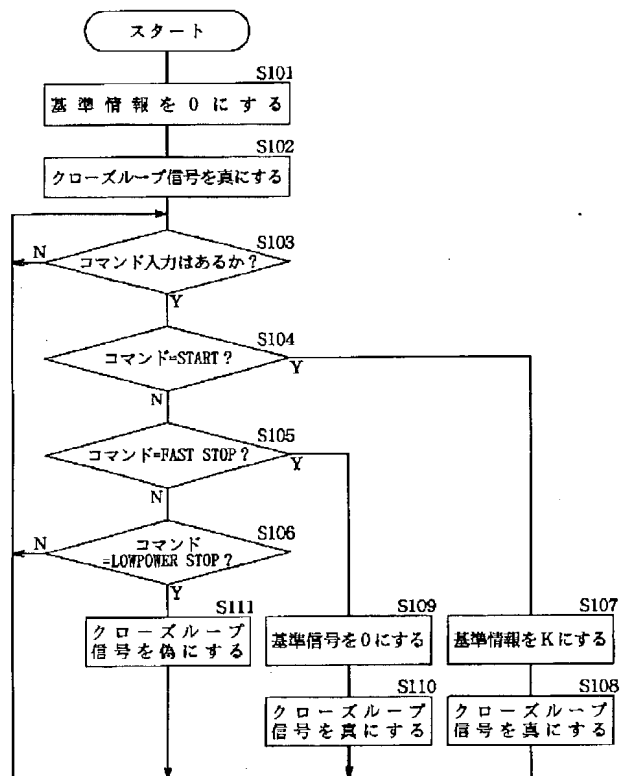 スタート
S101
基準情報を0にする
S102
クローズループ信号を真にする
S103
コマンド入力はあるか?
N
Y
S104
コマンド=START?
Y
N
S105
コマンド=FAST STOP?
Y
N
S106
コマンド
=LOWPOWER STOP?
N
Y
S111
クローズループ
信号を偽にする
S109
基準信号を0にする
S110
クローズループ
信号を真にする
S107
基準情報をKにする
S108
クローズループ
信号を真にする